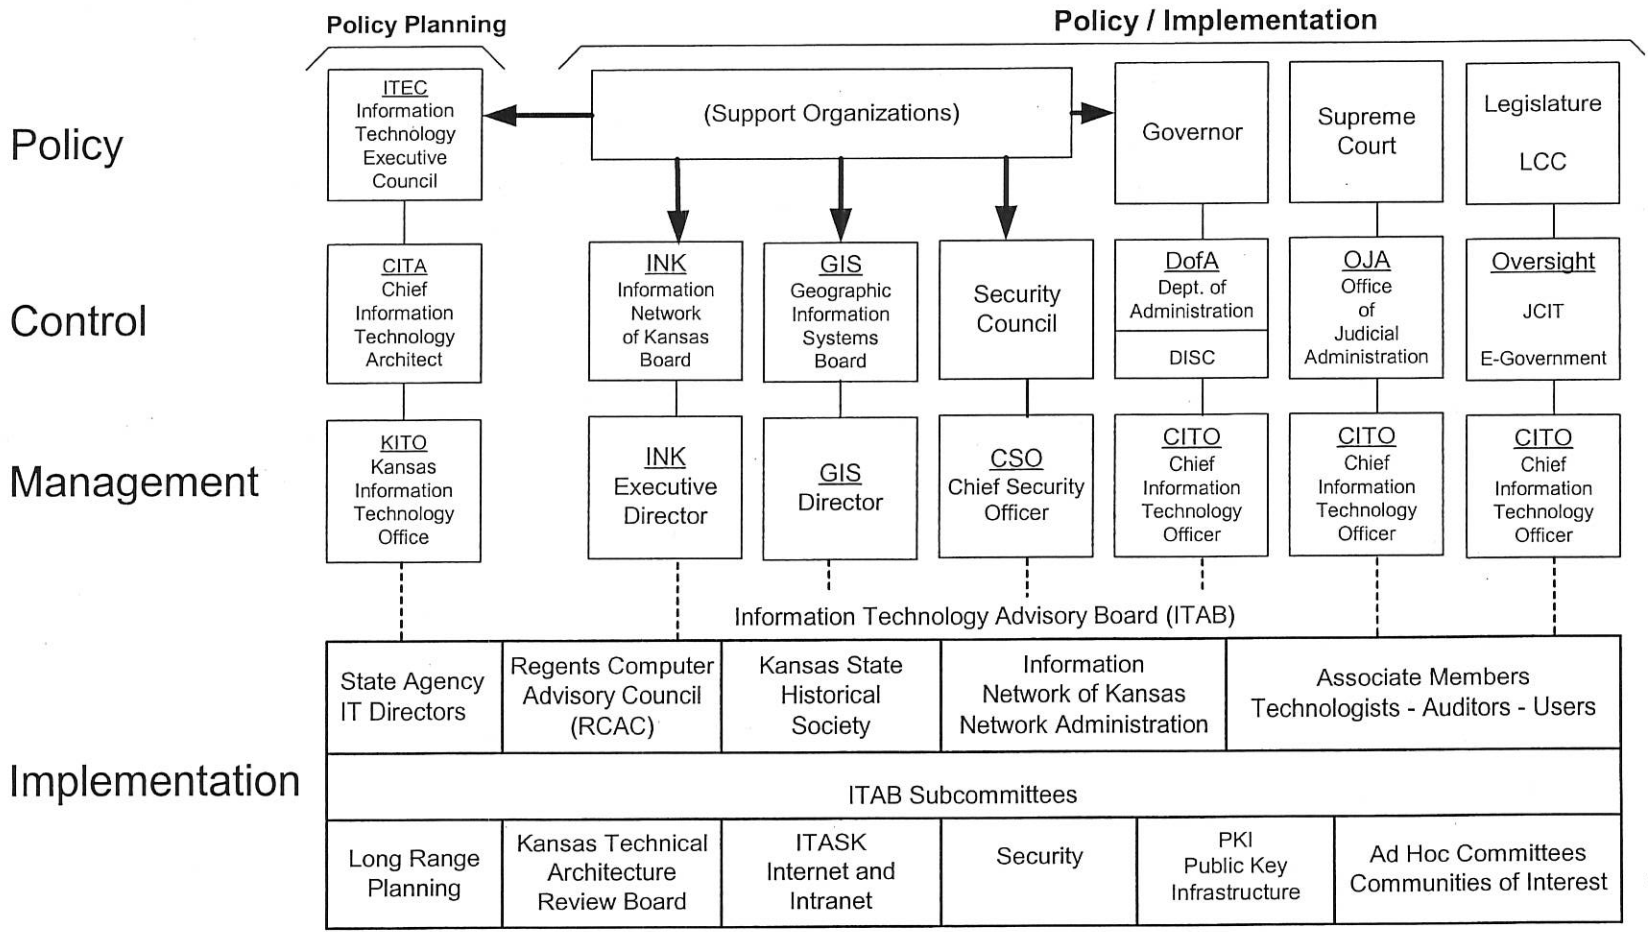 Policy Planning
Policy / Implementation
Policy
ITEC
Information
Technology
Executive
Council
(Support Organizations)
Governor
Supreme
Court
Legislature
LCC
Control
CITA
Chief
Information
Technology
Architect
INK
Information
Network
of Kansas
Board
GIS
Geographic
Information
Systems
Board
Security
Council
DofA
Dept. of
Administration
DISC
OJA
Office
of
Judicial
Administration
Oversight
JCIT
E-Government
Management
KITO
Kansas
Information
Technology
Office
INK
Executive
Director
GIS
Director
CSO
Chief Security
Officer
CITO
Chief
Information
Technology
Officer
CITO
Chief
Information
Technology
Officer
CITO
Chief
Information
Technology
Officer
Information Technology Advisory Board (ITAB)
Implementation
State Agency
IT Directors
Regents Computer
Advisory Council
(RCAC)
Kansas State
Historical
Society
Information
Network of Kansas
Network Administration
Associate Members
Technologists - Auditors - Users
ITAB Subcommittees
Long Range
Planning
Kansas Technical
Architecture
Review Board
ITASK
Internet and
Intranet
Security
PKI
Public Key
Infrastructure
Ad Hoc Committees
Communities of Interest